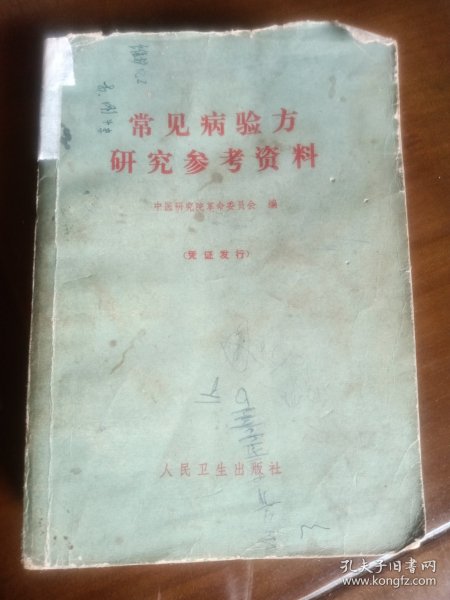 常见病验方
研究参考资料
中医研究院革命委员会 编
(凭证发行)
人民卫生出版社
孔夫子旧书网
www.kongfz.com